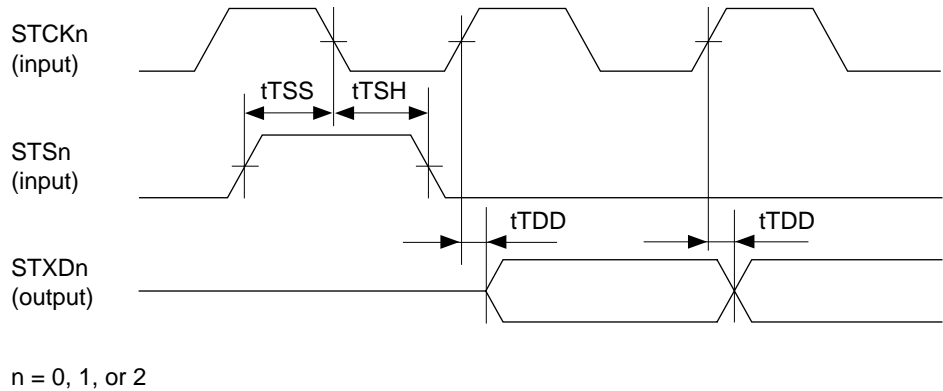 STCKn
(input)
tTSS
tTSH
STSn
(input)
tTDD
tTDD
STXDn
(output)
n = 0, 1, or 2